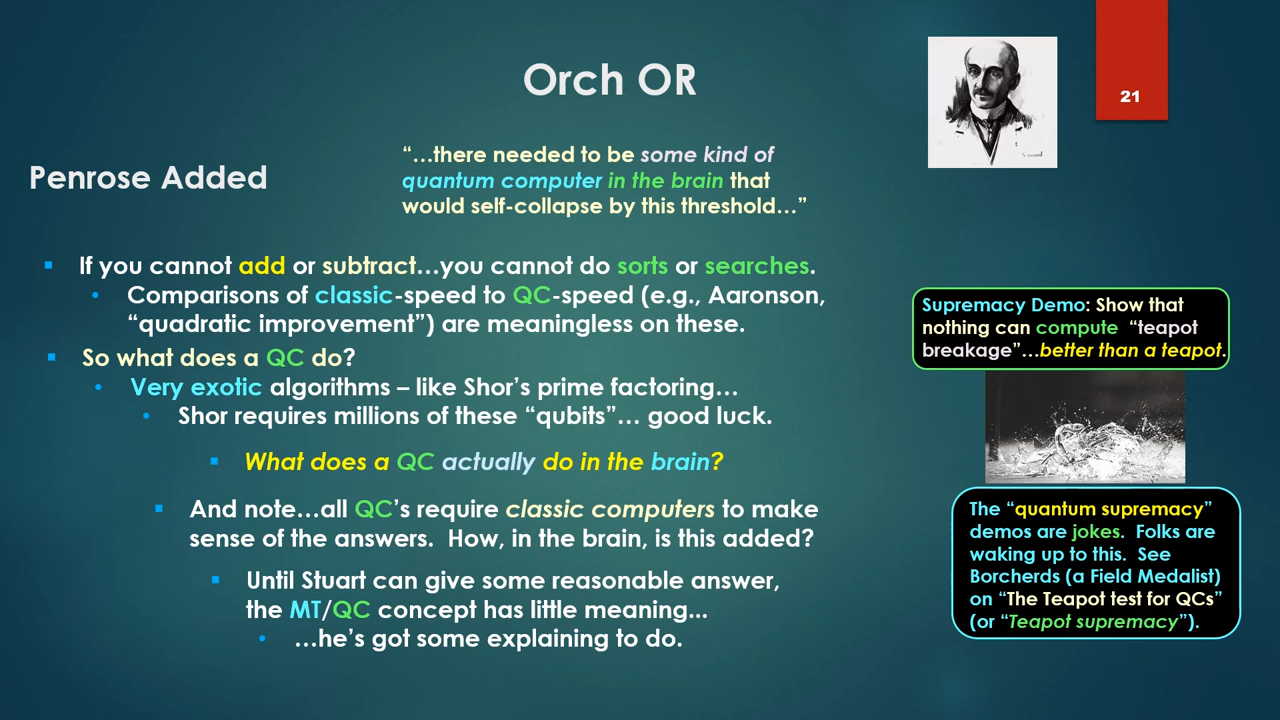 Orch OR
21
Penrose Added
“…there needed to be some kind of
quantum computer in the brain that
would self-collapse by this threshold…”
If you cannot add or subtract…you cannot do sorts or searches.
Comparisons of classic-speed to QC-speed (e.g., Aaronson,
“quadratic improvement”) are meaningless on these.
So what does a QC do?
Very exotic algorithms – like Shor’s prime factoring…
Shor requires millions of these “qubits”… good luck.
What does a QC actually do in the brain?
And note…all QC’s require classic computers to make
sense of the answers. How, in the brain, is this added?
Until Stuart can give some reasonable answer,
the MT/QC concept has little meaning...
…he’s got some explaining to do.
Supremacy Demo: Show that
nothing can compute “teapot
breakage”…better than a teapot.
The “quantum supremacy”
demos are jokes. Folks are
waking up to this. See
Borcherds (a Field Medalist)
on “The Teapot test for QCs”
(or “Teapot supremacy”).